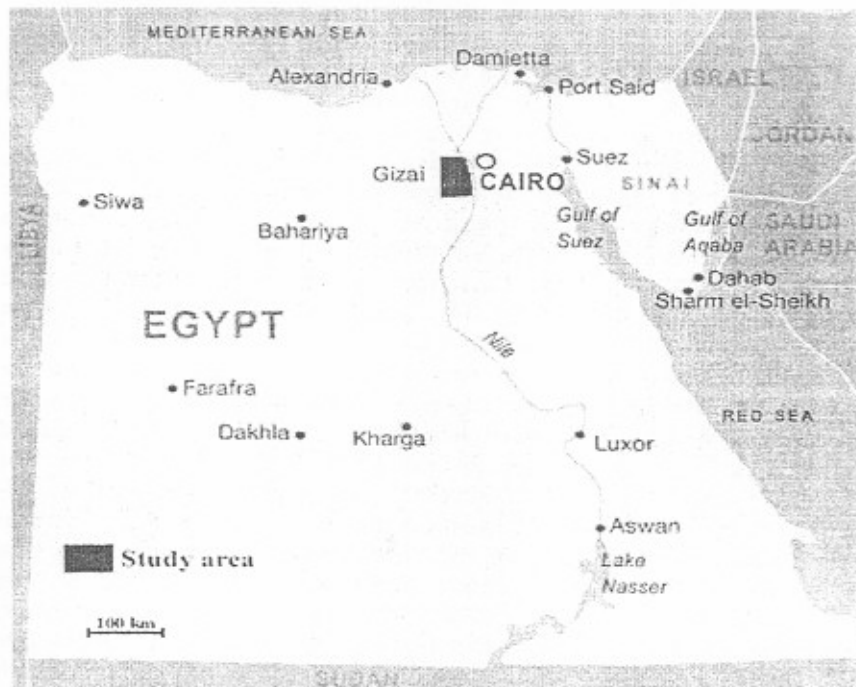 MEDITERRANEAN SEA
Damietta
Alexandria
Port Said
ISRAEL
JORDAN
Gizai
CAIRO
Suez
SINAI
Siwa
Bahariya
Gulf of
Suez
Gulf of
Aqaba
SAUDI
ARABIA
LIBYA
Dahab
Sharm el-Sheikh
EGYPT
Nile
Farafra
RED SEA
Dakhla
Kharga
Luxor
Aswan
Study area
Lake
Nasser
100 km
SUDAN